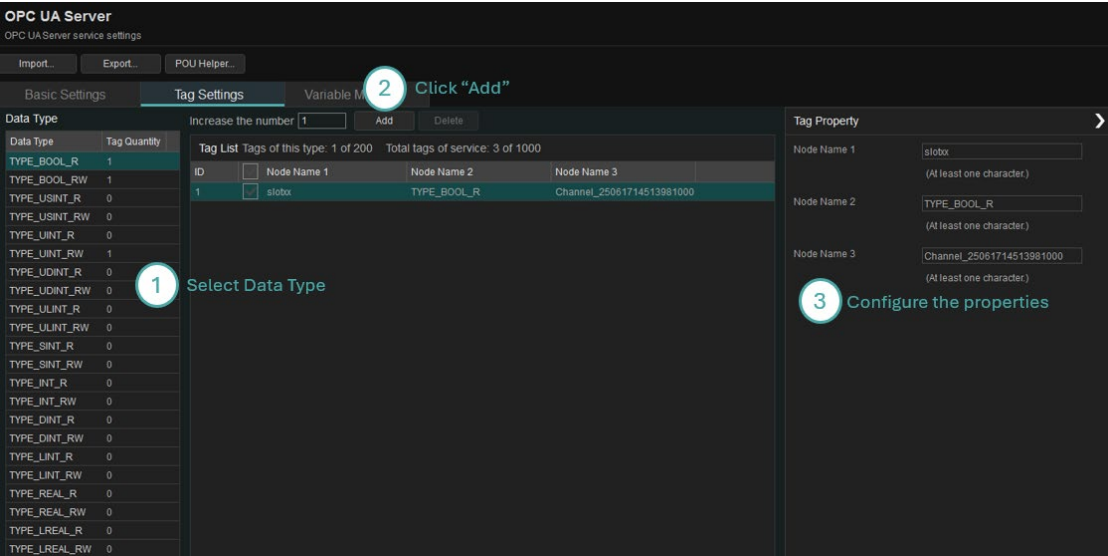 OPC UA Server
OPC UA Server service settings
Import... Export... POU Helper...
Basic Settings Tag Settings Variable M
2 Click “Add”
Data Type
Data Type Tag Quantity
TYPE_BOOL_R 1
TYPE_BOOL_RW 1
TYPE_USINT_R 0
TYPE_USINT_RW 0
TYPE_UINT_R 0
TYPE_UINT_RW 1
TYPE_UDINT_R 0
TYPE_UDINT_RW 0
TYPE_ULINT_R 0
TYPE_ULINT_RW 0
TYPE_SINT_R 0
TYPE_SINT_RW 0
TYPE_INT_R 0
TYPE_INT_RW 0
TYPE_DINT_R 0
TYPE_DINT_RW 0
TYPE_LINT_R 0
TYPE_LINT_RW 0
TYPE_REAL_R 0
TYPE_REAL_RW 0
TYPE_LREAL_R 0
TYPE_LREAL_RW 0
1 Select Data Type
Increase the number 1 Add Delete
Tag List Tags of this type: 1 of 200 Total tags of service: 3 of 1000
ID Node Name 1 Node Name 2 Node Name 3
1 slotxx TYPE_BOOL_R Channel_25061714513981000
Tag Property
Node Name 1 slotxx
(At least one character.)
Node Name 2 TYPE_BOOL_R
(At least one character.)
Node Name 3 Channel_25061714513981000
(At least one character.)
3 Configure the properties